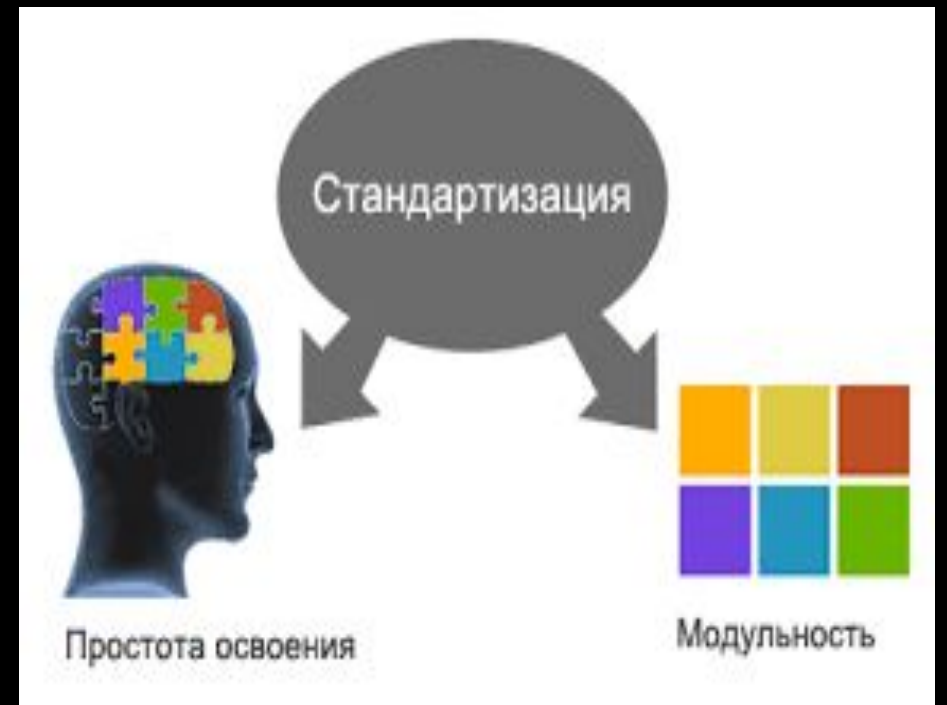 Стандартизация
Простота освоения
Модульность